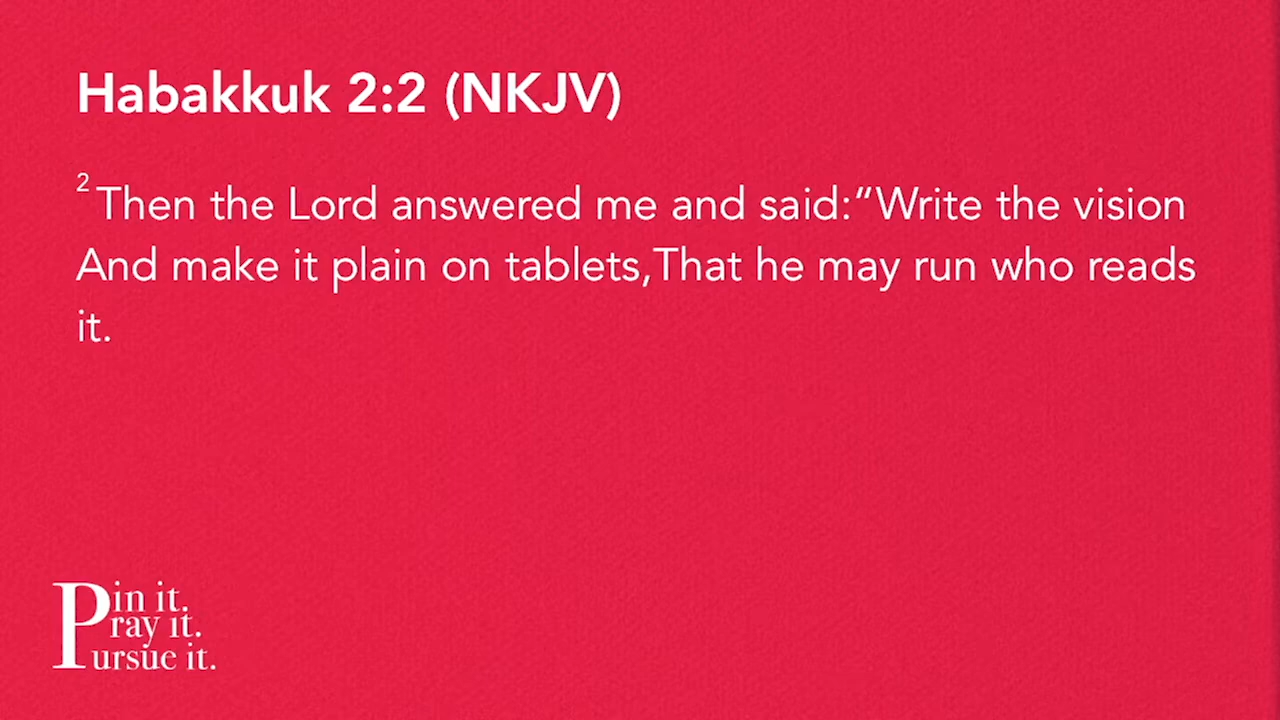 Habakkuk 2:2 (NKJV)
2 Then the Lord answered me and said:“Write the vision
And make it plain on tablets,That he may run who reads
it.
Pin it.
Pray it.
Pursue it.